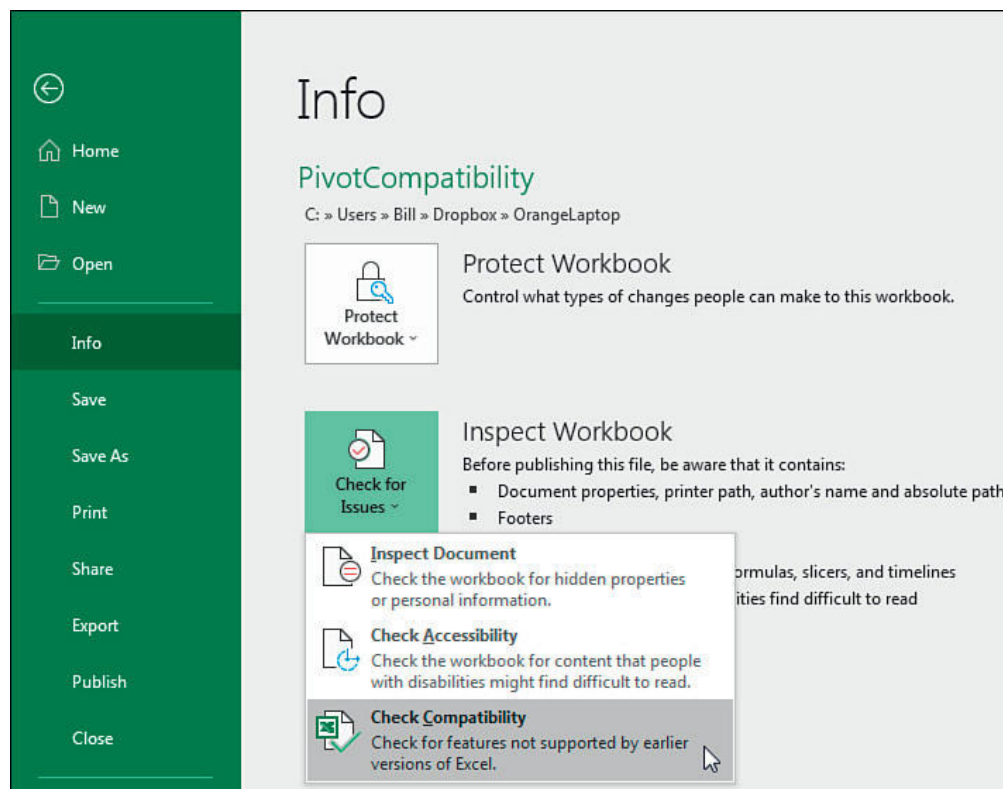 Info
PivotCompatibility
C: » Users » Bill » Dropbox » OrangeLaptop
Home
New
Open
Info
Save
Save As
Print
Share
Export
Publish
Close
Protect
Workbook
Protect Workbook
Control what types of changes people can make to this workbook.
Check for
Issues
Inspect Workbook
Before publishing this file, be aware that it contains:
Document properties, printer path, author's name and absolute path
Footers
ormulas, slicers, and timelines
ities find difficult to read
Inspect Document
Check the workbook for hidden properties
or personal information.
Check Accessibility
Check the workbook for content that people
with disabilities might find difficult to read.
Check Compatibility
Check for features not supported by earlier
versions of Excel.